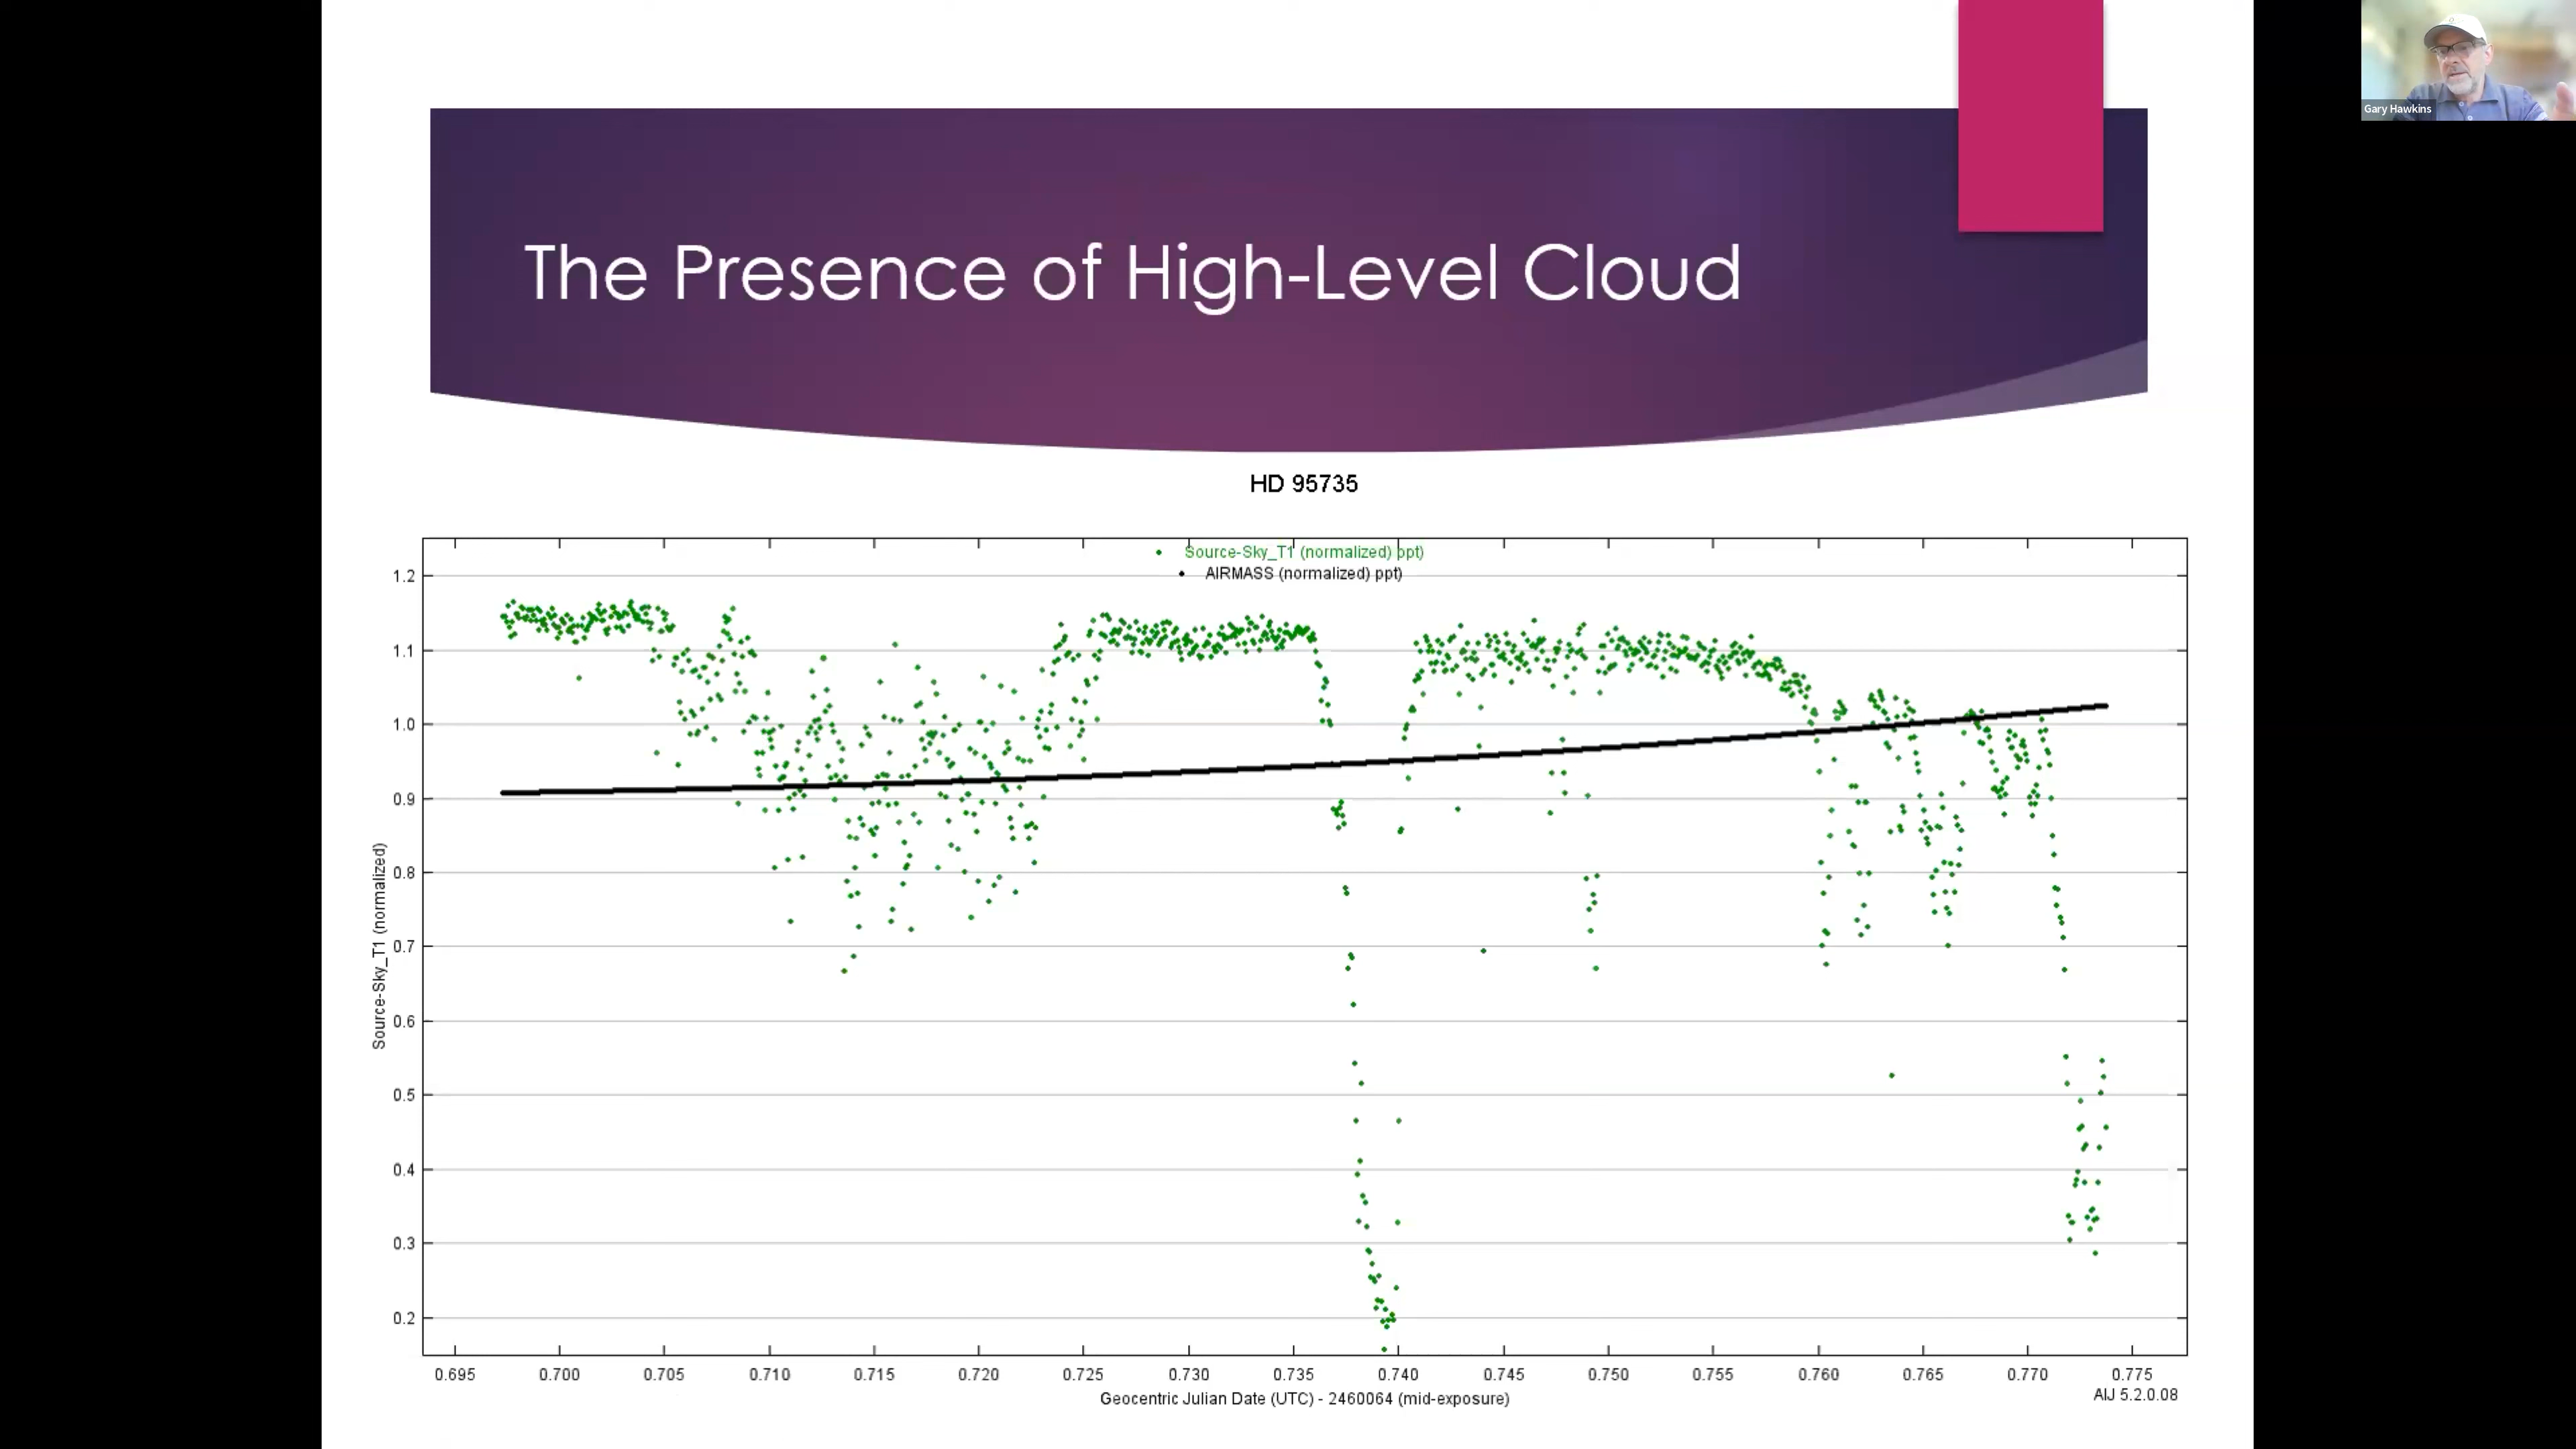 Gary Hawkins
The Presence of High-Level Cloud
HD 95735
Source-Sky_T1 (normalized) ppt)
AIRMASS (normalized) ppt)
1.2
1.1
1.0
0.9
0.8
0.7
0.6
0.5
0.4
0.3
0.2
Source-Sky_T1 (normalized)
0.695 0.700 0.705 0.710 0.715 0.720 0.725 0.730 0.735 0.740 0.745 0.750 0.755 0.760 0.765 0.770 0.775
Geocentric Julian Date (UTC) - 2460064 (mid-exposure)
AIJ 5.2.0.08